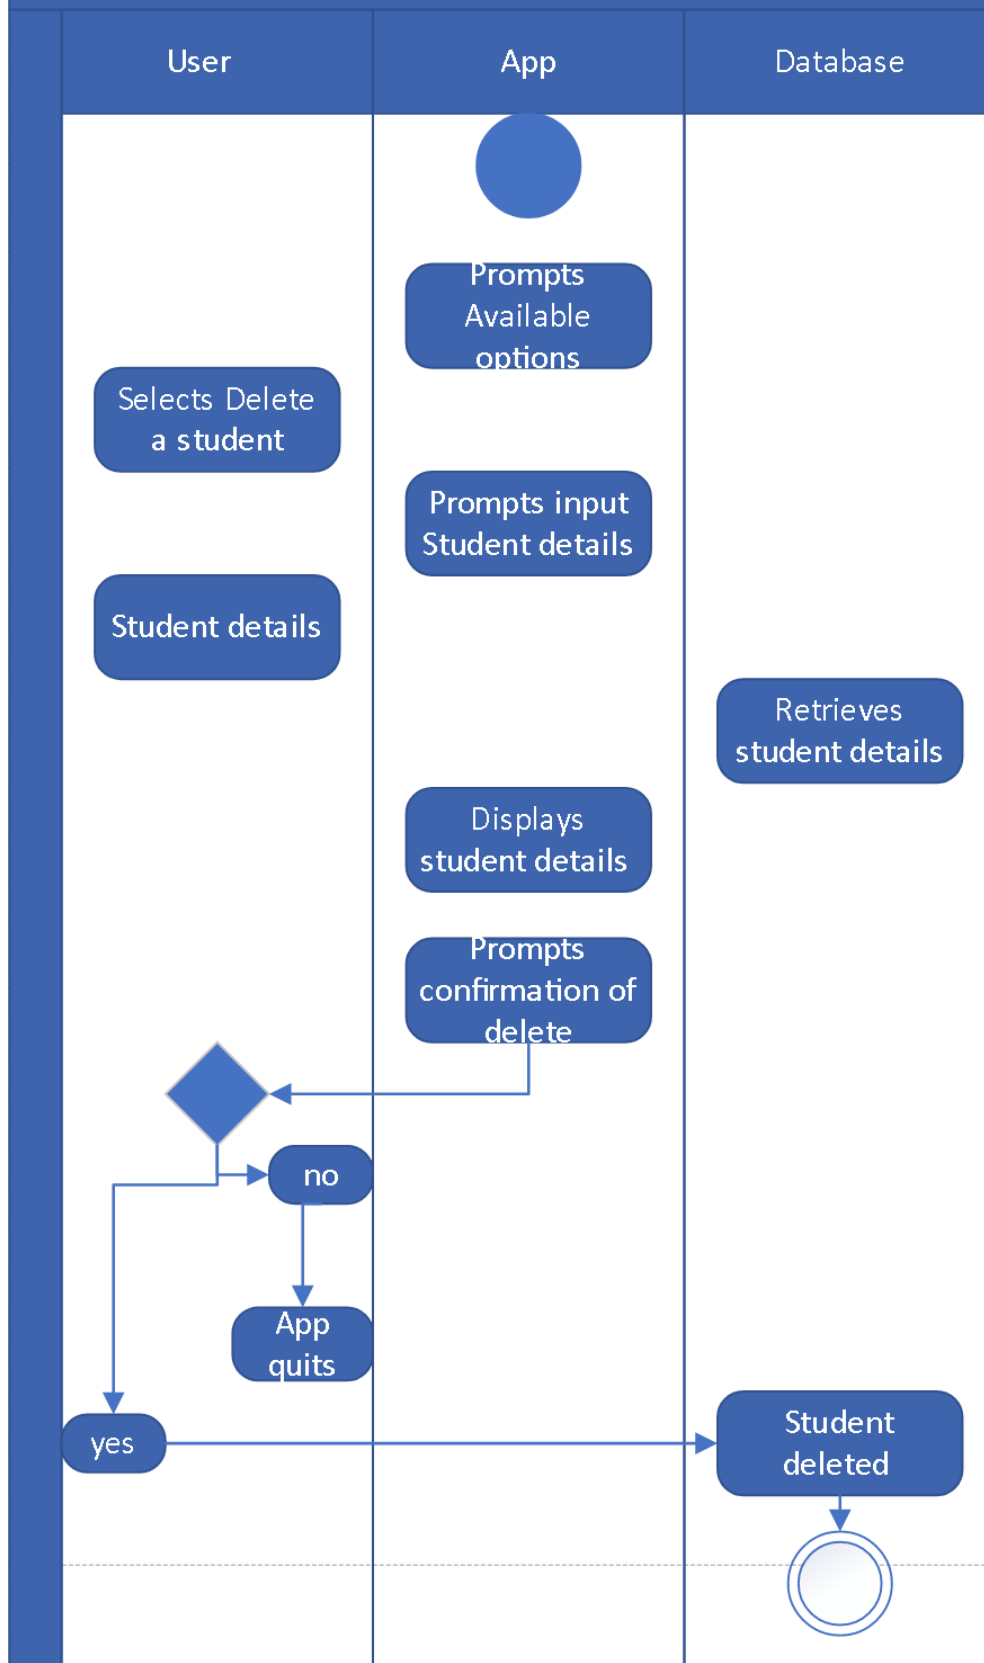 User
App
Database
Prompts
Available
options
Selects Delete
a student
Prompts input
Student details
Student details
Retrieves
student details
Displays
student details
Prompts
confirmation of
delete
no
App
quits
yes
Student
deleted